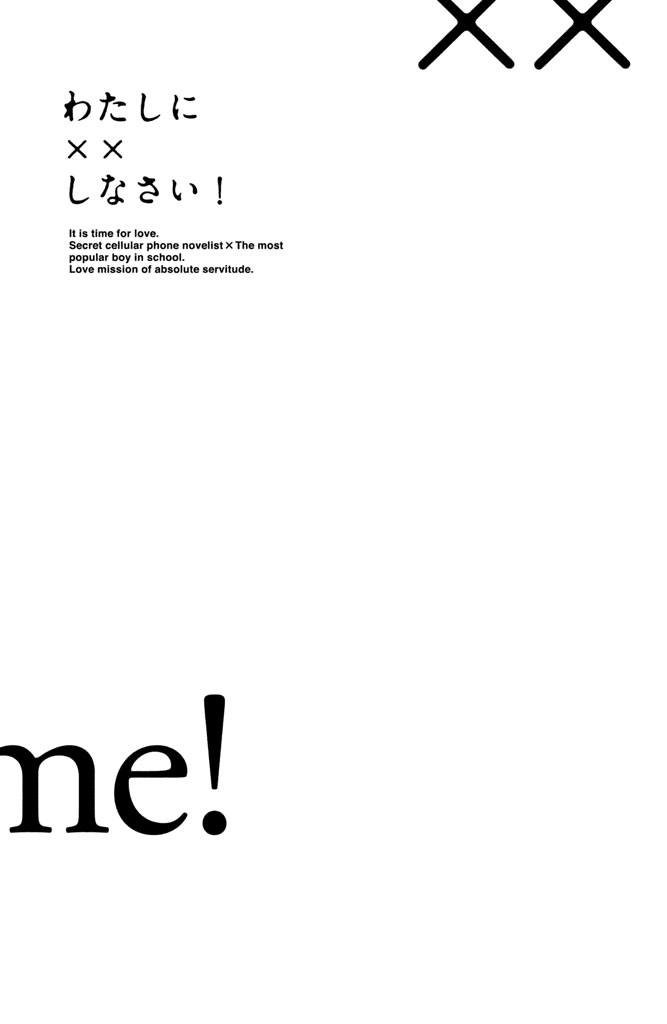 ××
わたしに
××
しなさい！
It is time for love.
Secret cellular phone novelist×The most
popular boy in school.
Love mission of absolute servitude.
me!